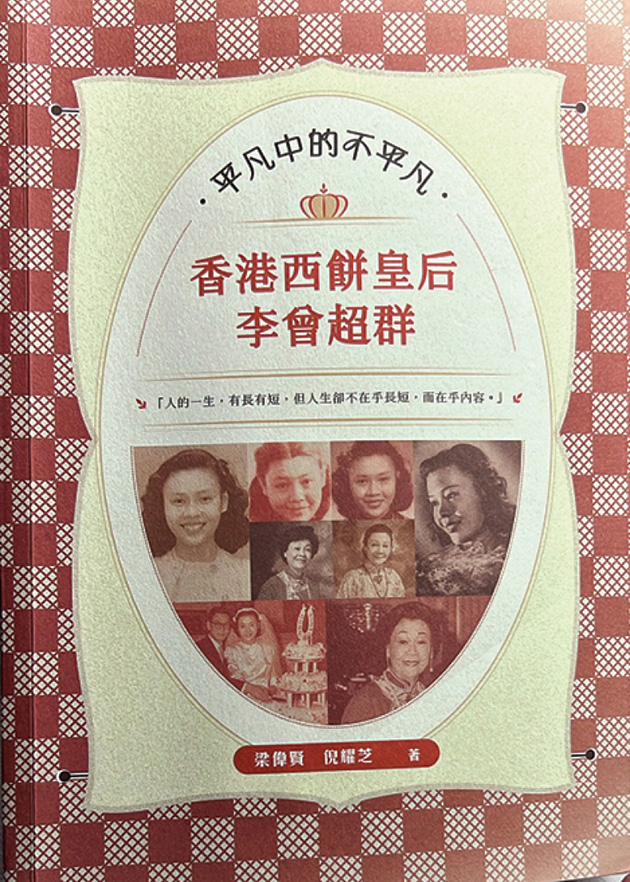 ·平凡中的不平凡·
香港西餅皇后
李曾超群
「人的一生，有長有短，但人生卻不在乎長短，而在乎內容。」
梁偉賢 倪耀芝 著